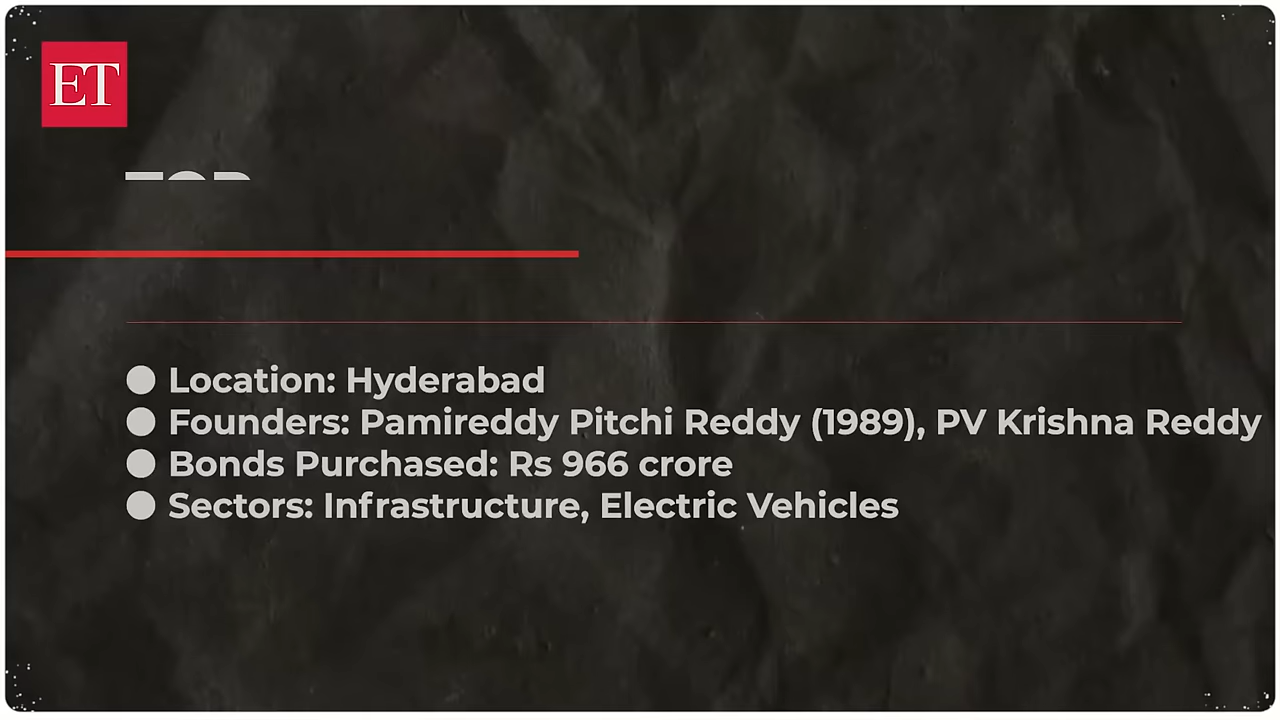 ET
Location: Hyderabad
Founders: Pamireddy Pitchi Reddy (1989), PV Krishna Reddy
Bonds Purchased: Rs 966 crore
Sectors: Infrastructure, Electric Vehicles